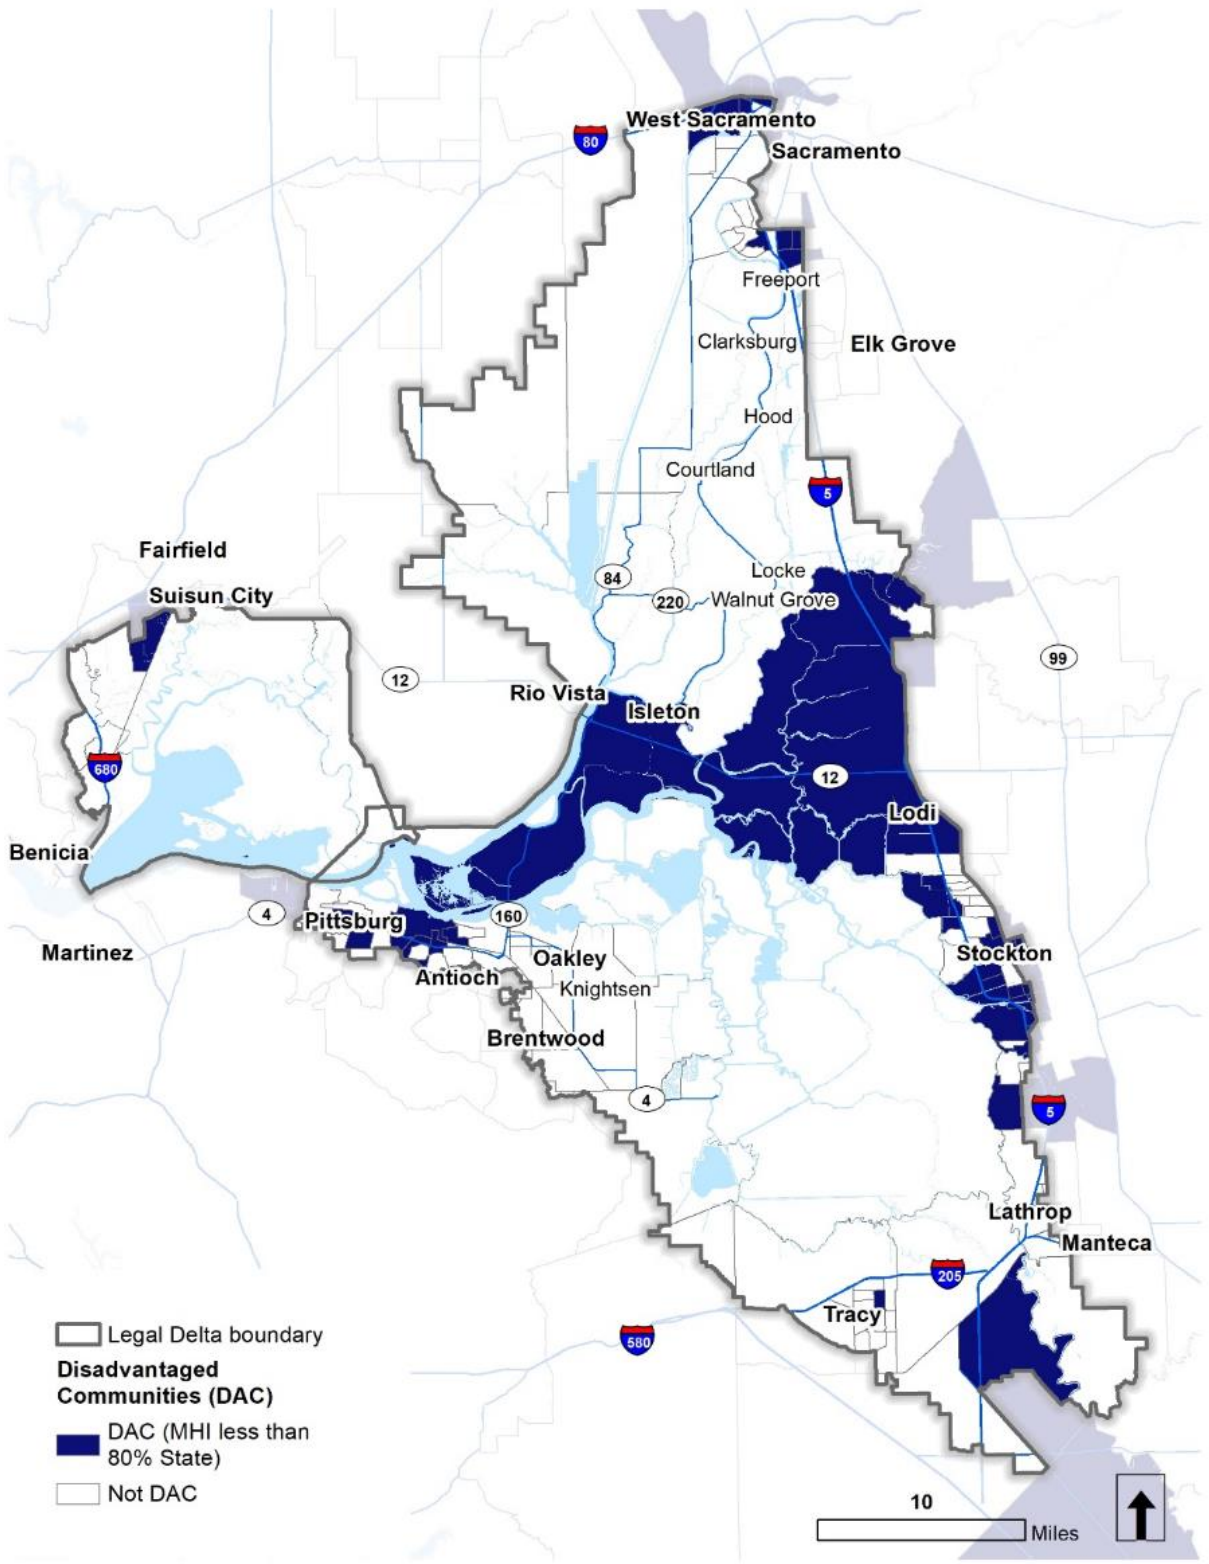 West Sacramento
80
Sacramento
Freeport
Clarksburg
Elk Grove
Hood
Courtland
5
Fairfield
Locke
84
Suisun City
220
Walnut Grove
99
12
Rio Vista
Isleton
680
12
Lodi
Benicia
4
Pittsburg
160
Martinez
Stockton
Oakley
Antioch
Knightsen
Brentwood
4
5
Lathrop
Manteca
205
Tracy
580
Legal Delta boundary
Disadvantaged
Communities (DAC)
DAC (MHI less than
80% State)
Not DAC
10
Miles